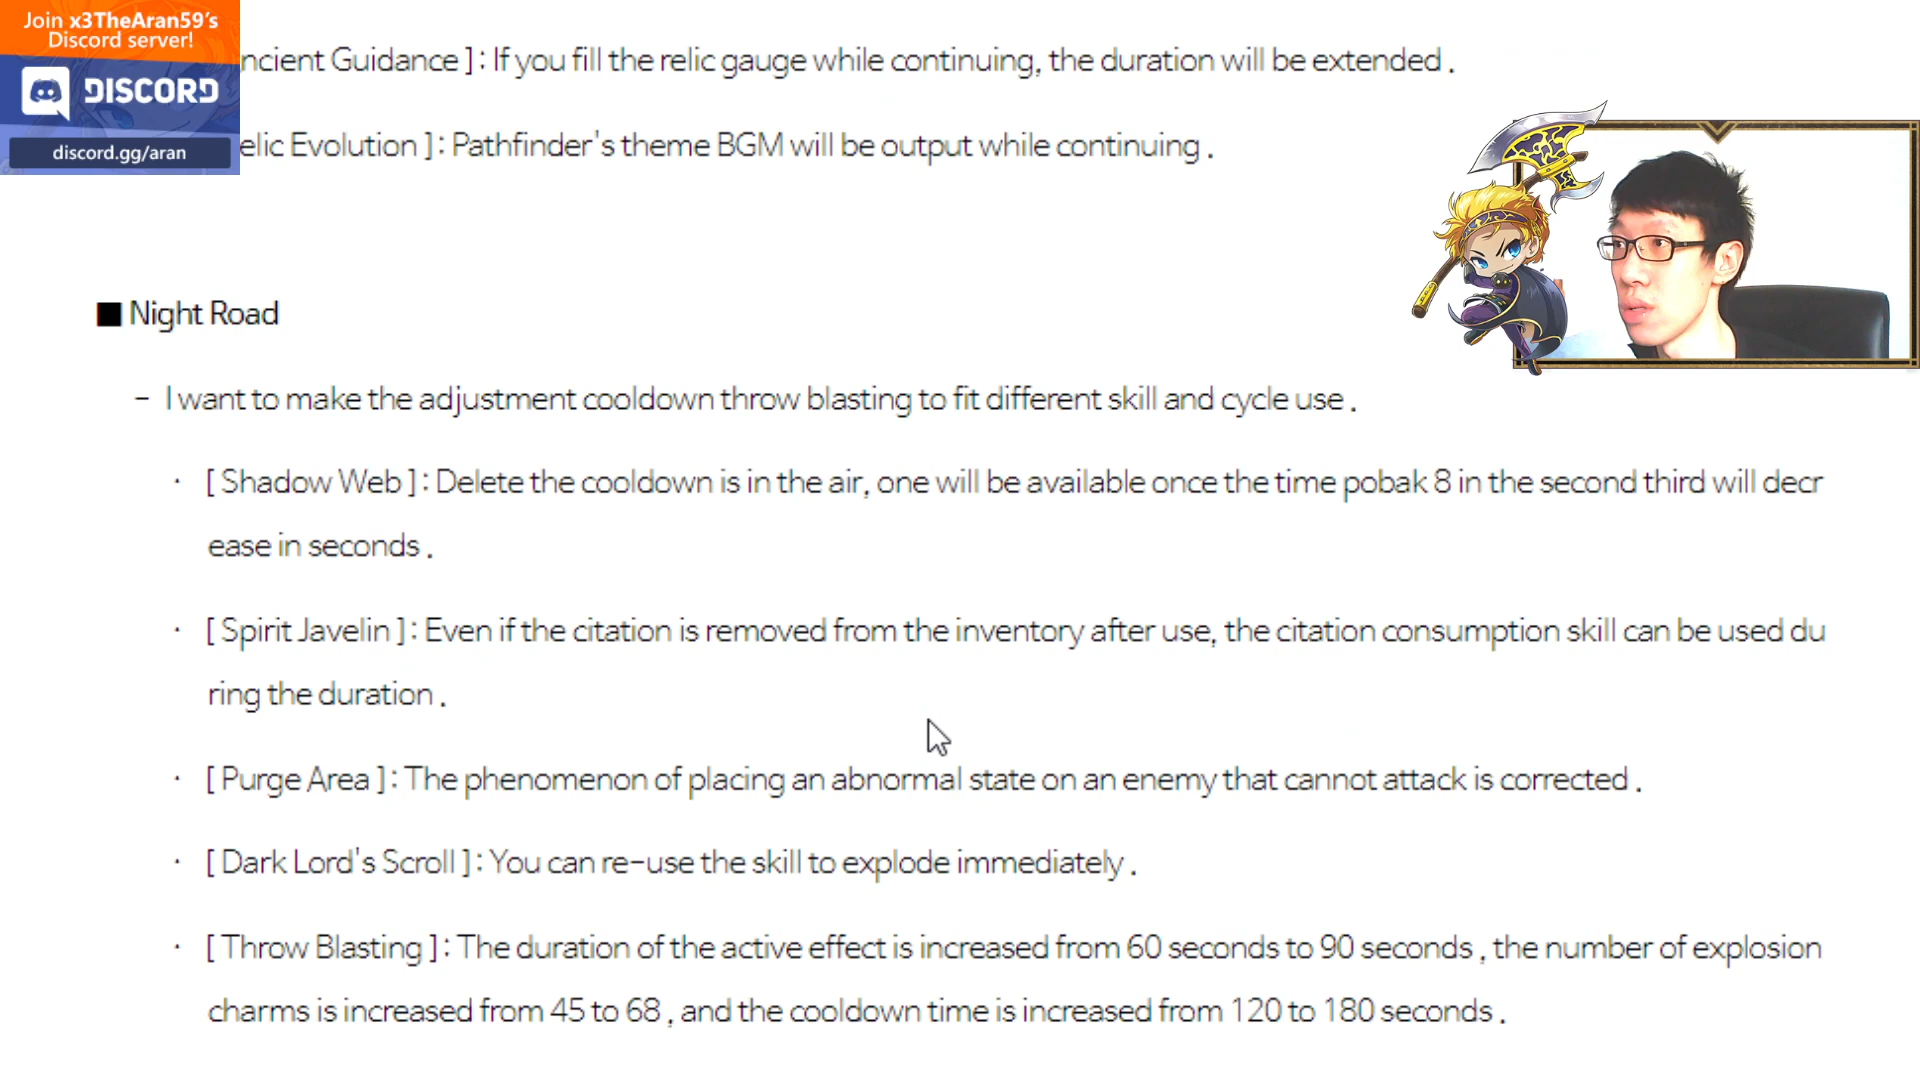 Join x3TheAran59's
Discord server!
DISCORD
discord.gg/aran
ncient Guidance ] : If you fill the relic gauge while continuing, the duration will be extended .
elic Evolution ] : Pathfinder's theme BGM will be output while continuing .
■ Night Road
- I want to make the adjustment cooldown throw blasting to fit different skill and cycle use .
· [ Shadow Web ] : Delete the cooldown is in the air, one will be available once the time pobak 8 in the second third will decr
ease in seconds .
· [ Spirit Javelin ] : Even if the citation is removed from the inventory after use, the citation consumption skill can be used du
ring the duration .
· [ Purge Area ] : The phenomenon of placing an abnormal state on an enemy that cannot attack is corrected .
· [ Dark Lord's Scroll ] : You can re-use the skill to explode immediately .
· [ Throw Blasting ] : The duration of the active effect is increased from 60 seconds to 90 seconds , the number of explosion
charms is increased from 45 to 68 , and the cooldown time is increased from 120 to 180 seconds .